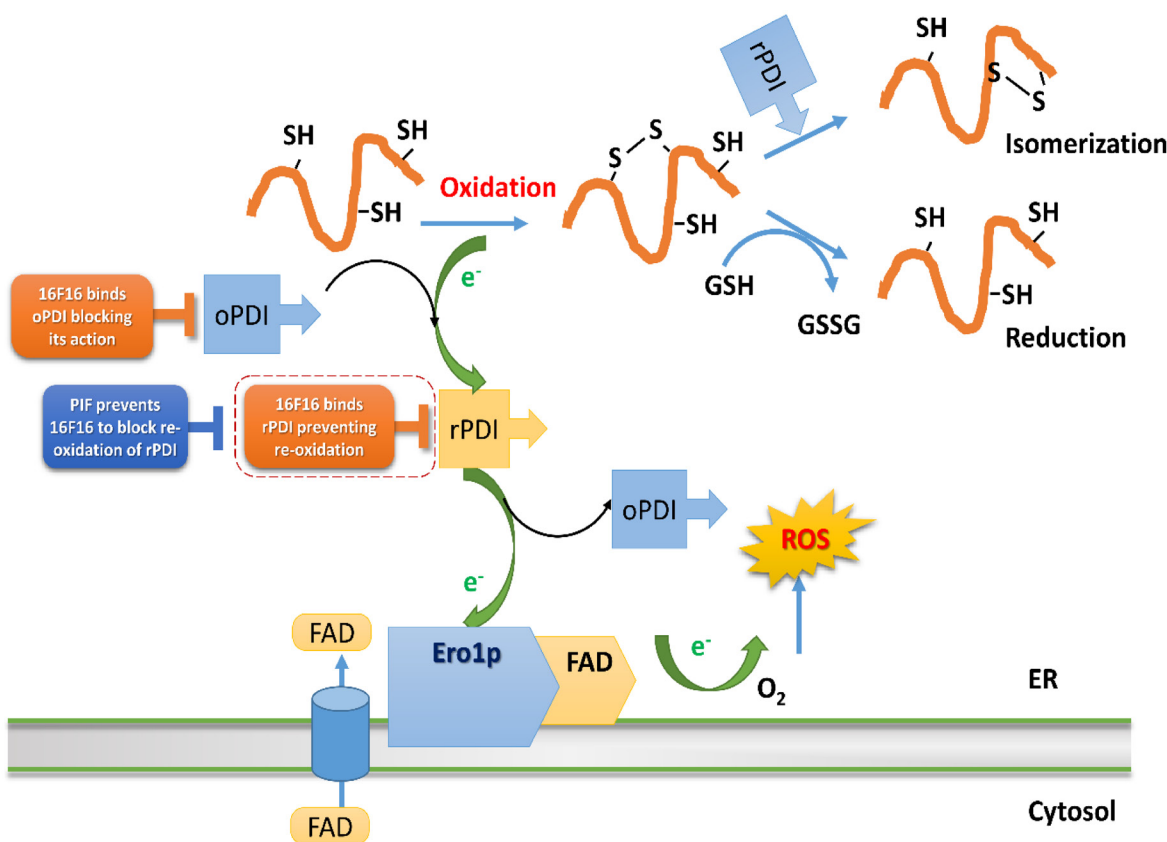 SH
SH
-SH
Oxidation
e-
S
S
SH
-SH
rPDI
SH
S
S
Isomerization
GSH
GSSG
SH
SH
-SH
Reduction
16F16 binds
oPDI blocking
its action
oPDI
PIF prevents
16F16 to block re-
oxidation of rPDI
16F16 binds
rPDI preventing
re-oxidation
rPDI
oPDI
ROS
e-
FAD
Ero1p
FAD
e-
O2
ER
FAD
Cytosol